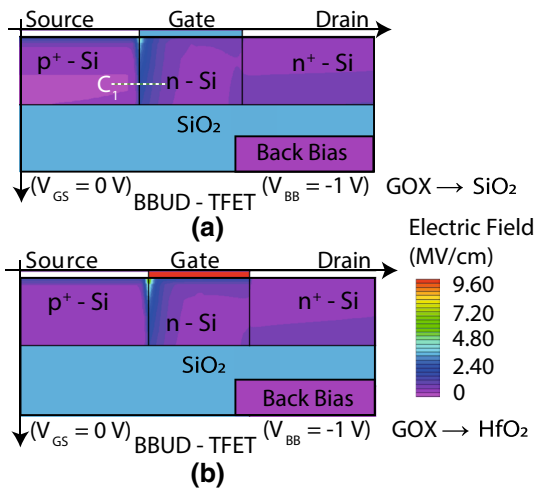 Source Gate Drain
p⁺ - Si
n⁺ - Si
C₁
n - Si
SiO₂
Back Bias
(V_GS = 0 V)
BBUD - TFET
(V_BB = -1 V)
GOX → SiO₂
(a)
Electric Field
(MV/cm)
9.60
7.20
4.80
2.40
0
Source Gate Drain
p⁺ - Si
n⁺ - Si
n - Si
SiO₂
Back Bias
(V_GS = 0 V)
BBUD - TFET
(V_BB = -1 V)
GOX → HfO₂
(b)